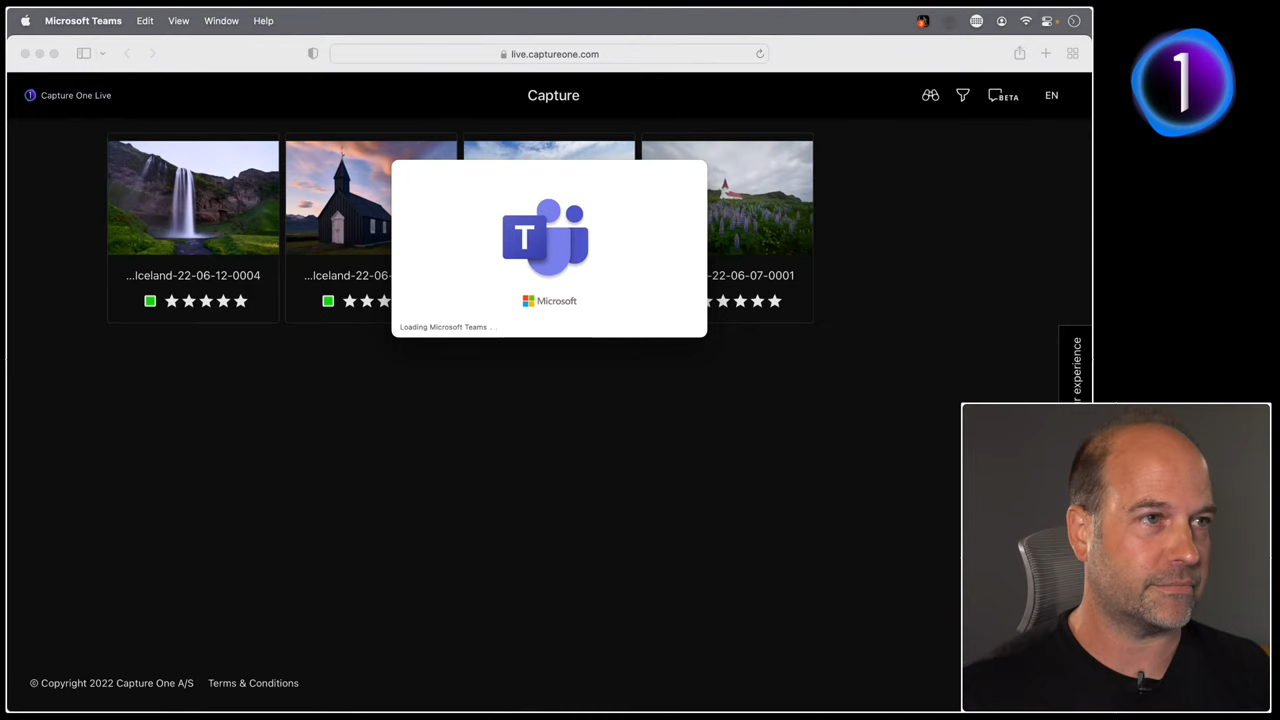 Microsoft Teams Edit View Window Help
live.captureone.com
1 Capture One Live
Capture
BETA
EN
1
T
Microsoft
Loading Microsoft Teams . .
...Iceland-22-06-12-0004
...Iceland-22-06-
-22-06-07-0001
r experience
© Copyright 2022 Capture One A/S Terms & Conditions